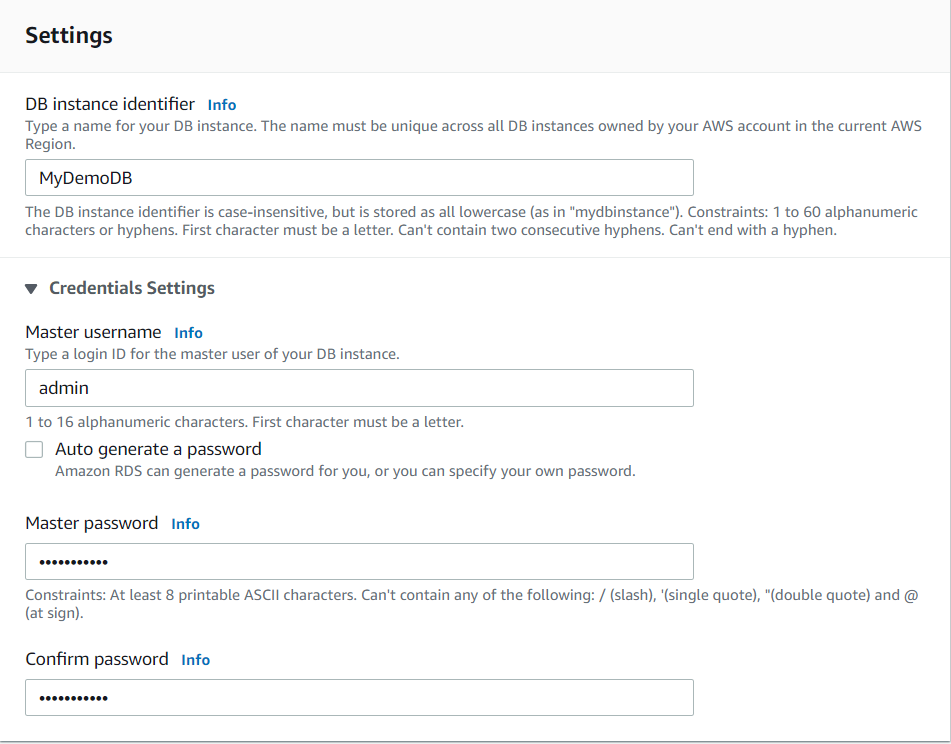 Settings
DB instance identifier Info
Type a name for your DB instance. The name must be unique across all DB instances owned by your AWS account in the current AWS
Region.
MyDemoDB
The DB instance identifier is case-insensitive, but is stored as all lowercase (as in "mydbinstance"). Constraints: 1 to 60 alphanumeric
characters or hyphens. First character must be a letter. Can't contain two consecutive hyphens. Can't end with a hyphen.
Credentials Settings
Master username Info
Type a login ID for the master user of your DB instance.
admin
1 to 16 alphanumeric characters. First character must be a letter.
Auto generate a password
Amazon RDS can generate a password for you, or you can specify your own password.
Master password Info
•••••••••••
Constraints: At least 8 printable ASCII characters. Can't contain any of the following: / (slash), '(single quote), "(double quote) and @
(at sign).
Confirm password Info
•••••••••••